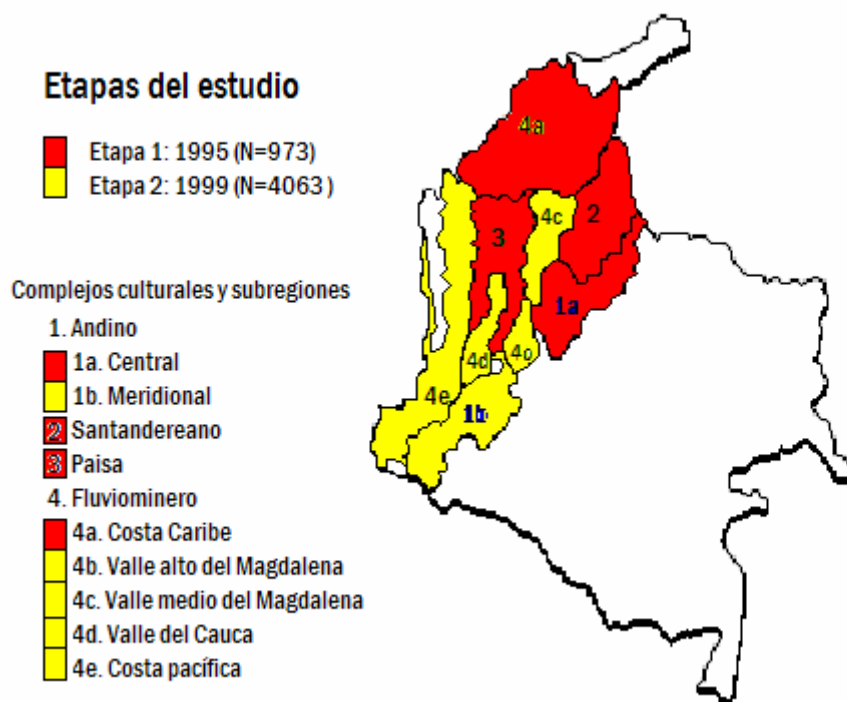 Etapas del estudio
Etapa 1: 1995 (N=973)
Etapa 2: 1999 (N=4063 )
Complejos culturales y subregiones
1. Andino
1a. Central
1b. Meridional
2 Santandereano
3 Paisa
4. Fluviominero
4a. Costa Caribe
4b. Valle alto del Magdalena
4c. Valle medio del Magdalena
4d. Valle del Cauca
4e. Costa pacífica
4a
2
4c
3
1a
4d
4e
1b